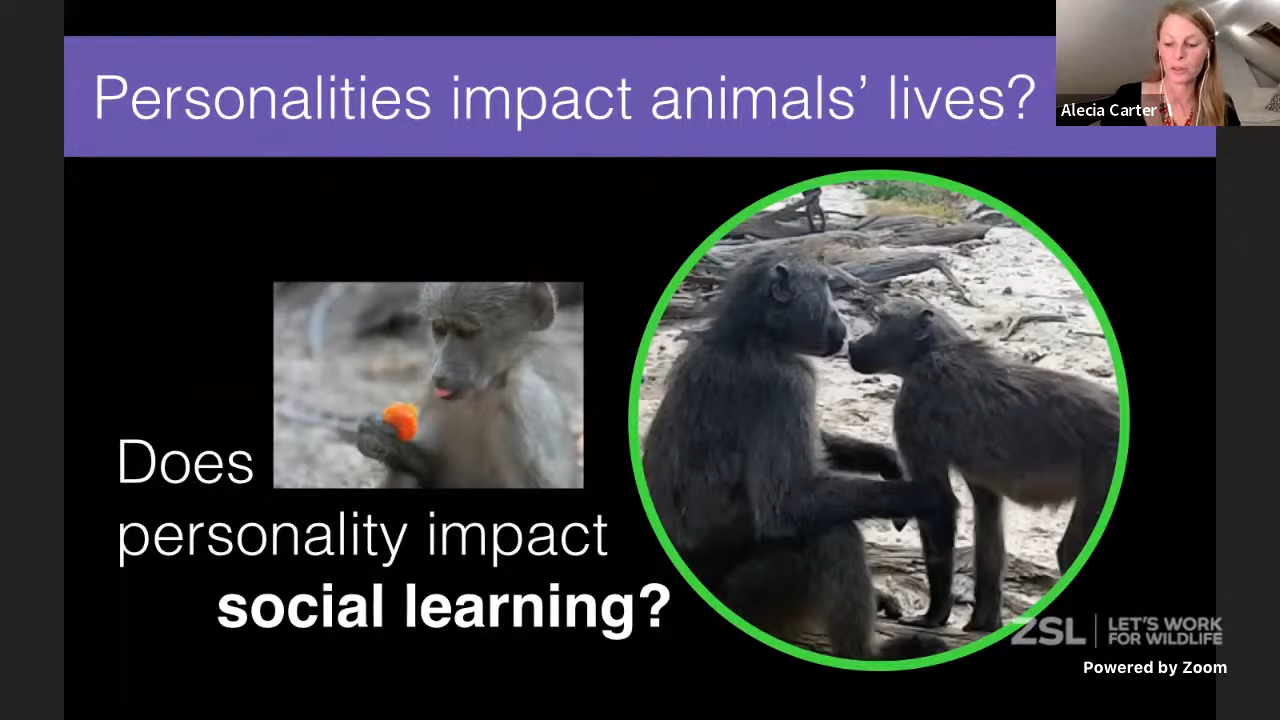 Personalities impact animals' lives?
Alecia Carter
Does
personality impact
social learning?
ZSL
LET'S WORK
FOR WILDLIFE
Powered by Zoom